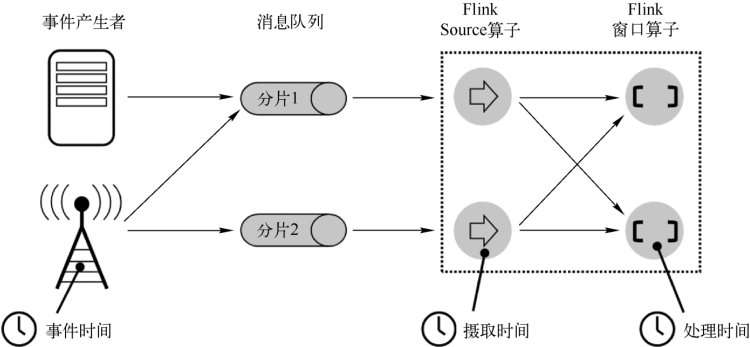 事件产生者
消息队列
Flink
Source算子
Flink
窗口算子
分片1
分片2
事件时间
摄取时间
处理时间